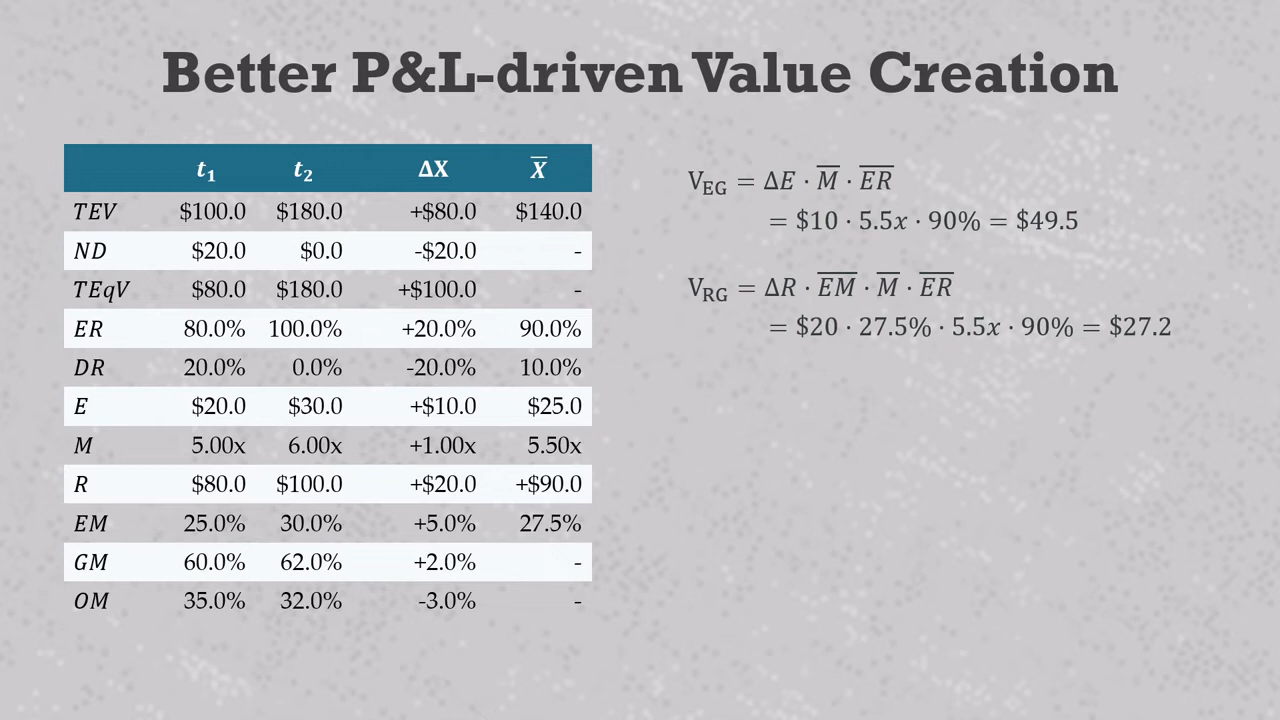 Better P&L-driven Value Creation
t₁ t₂ ΔX X̅
TEV $100.0 $180.0 +$80.0 $140.0
ND $20.0 $0.0 -$20.0 -
TEqV $80.0 $180.0 +$100.0 -
ER 80.0% 100.0% +20.0% 90.0%
DR 20.0% 0.0% -20.0% 10.0%
E $20.0 $30.0 +$10.0 $25.0
M 5.00x 6.00x +1.00x 5.50x
R $80.0 $100.0 +$20.0 +$90.0
EM 25.0% 30.0% +5.0% 27.5%
GM 60.0% 62.0% +2.0% -
OM 35.0% 32.0% -3.0% -
V_EG = ΔE · M̅ · E̅R̅
= $10 · 5.5x · 90% = $49.5
V_RG = ΔR · E̅M̅ · M̅ · E̅R̅
= $20 · 27.5% · 5.5x · 90% = $27.2